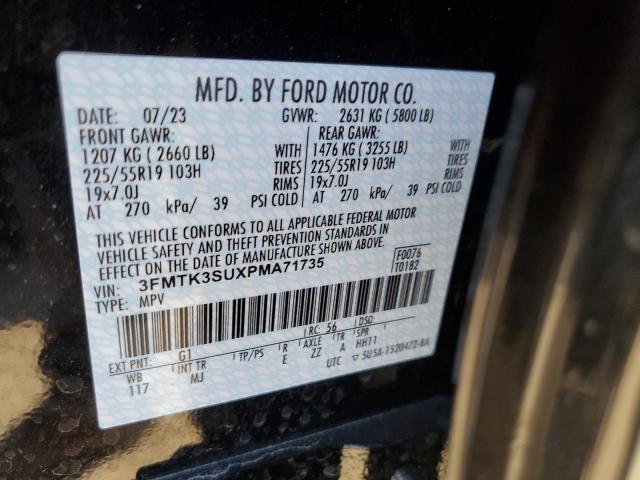 MFD. BY FORD MOTOR CO.
DATE: 07/23 GVWR: 2631 KG ( 5800 LB)
FRONT GAWR: REAR GAWR:
1207 KG ( 2660 LB) WITH 1476 KG ( 3255 LB) WITH
225/55R19 103H TIRES 225/55R19 103H TIRES
19x7.0J RIMS 19x7.0J RIMS
AT 270 kPa/ 39 PSI COLD AT 270 kPa/ 39 PSI COLD
THIS VEHICLE CONFORMS TO ALL APPLICABLE FEDERAL MOTOR
VEHICLE SAFETY AND THEFT PREVENTION STANDARDS IN
EFFECT ON THE DATE OF MANUFACTURE SHOWN ABOVE.
VIN: 3FMTK3SUXPMA71735 F0076
TYPE: MPV T0182
EXT PNT: G1 RC: 56 DSO:
WB INT TR TP/PS R AXLE TR SPR
117 MJ E ZZ A HH11
UTC ▽ 5U5A-1520472-BA